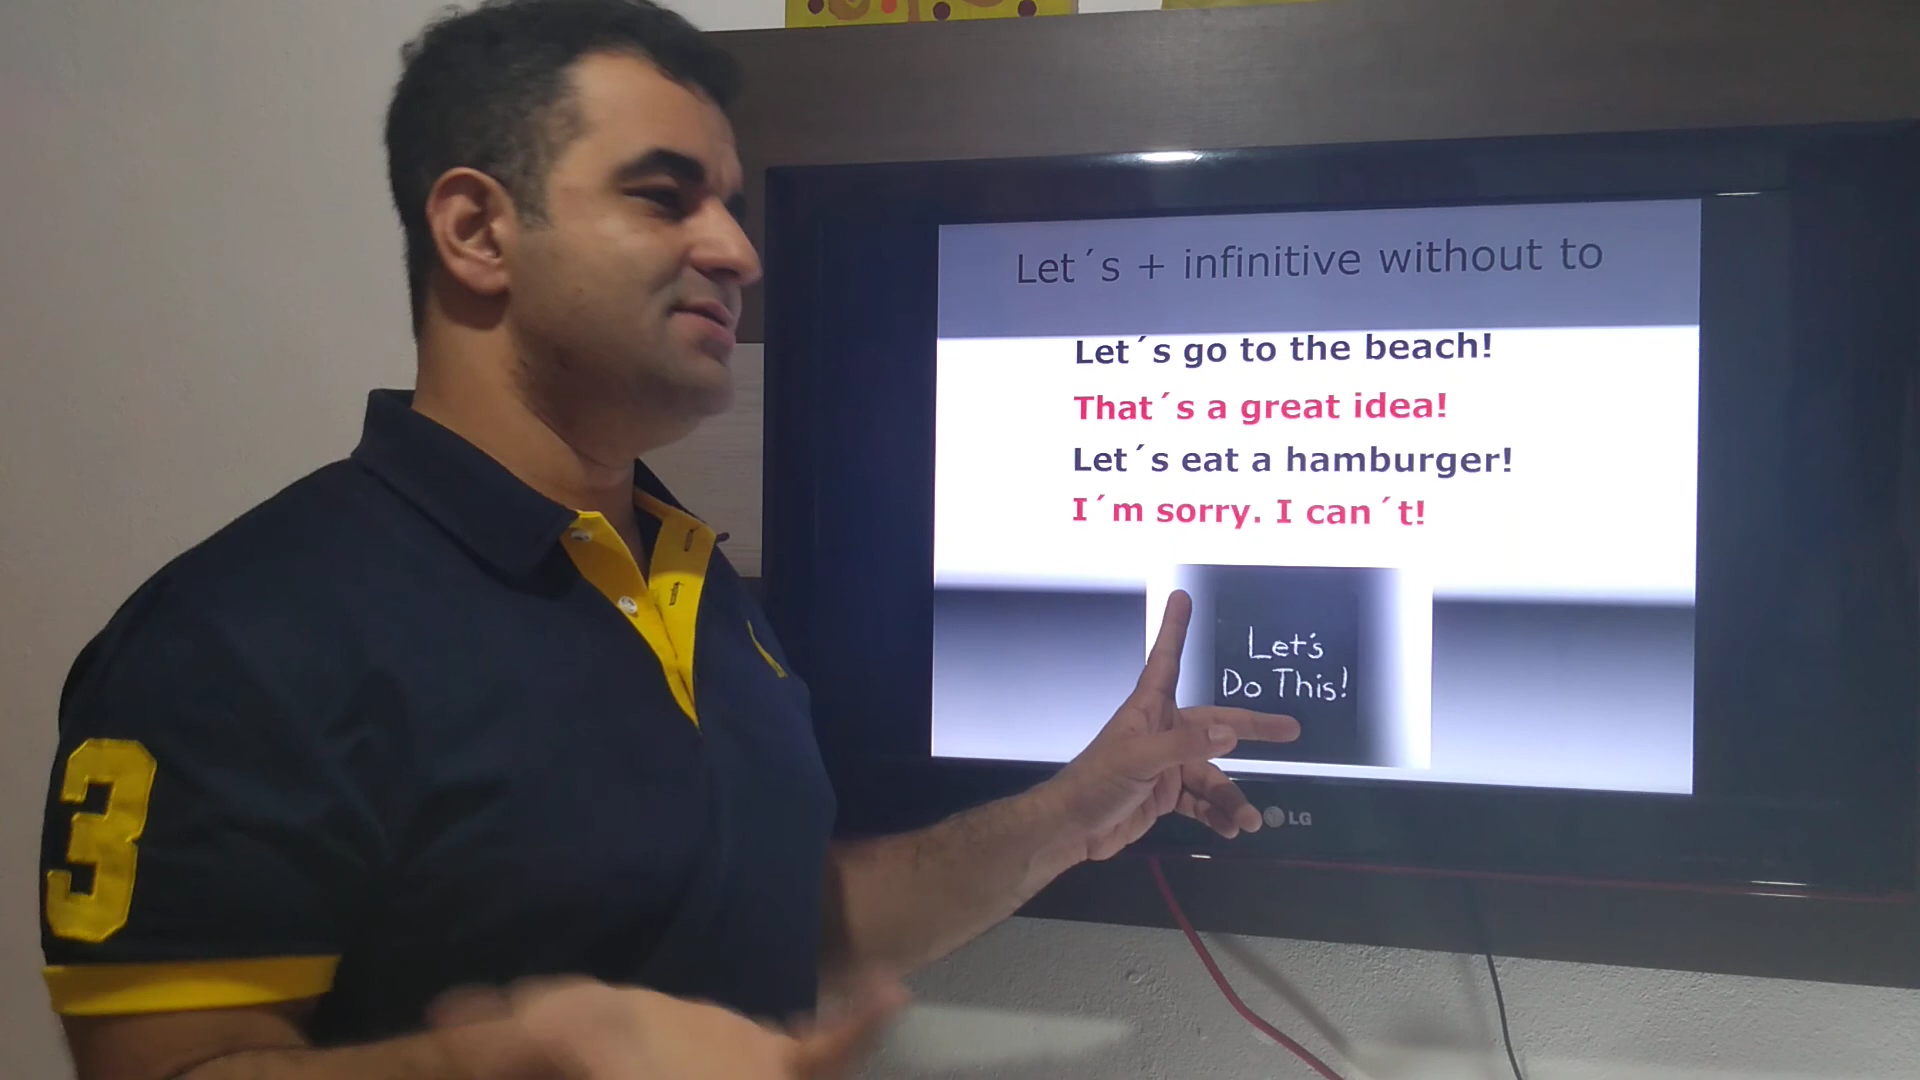 Let´s + infinitive without to
Let´s go to the beach!
That´s a great idea!
Let´s eat a hamburger!
I´m sorry. I can´t!
Let's
Do This!
LG
3